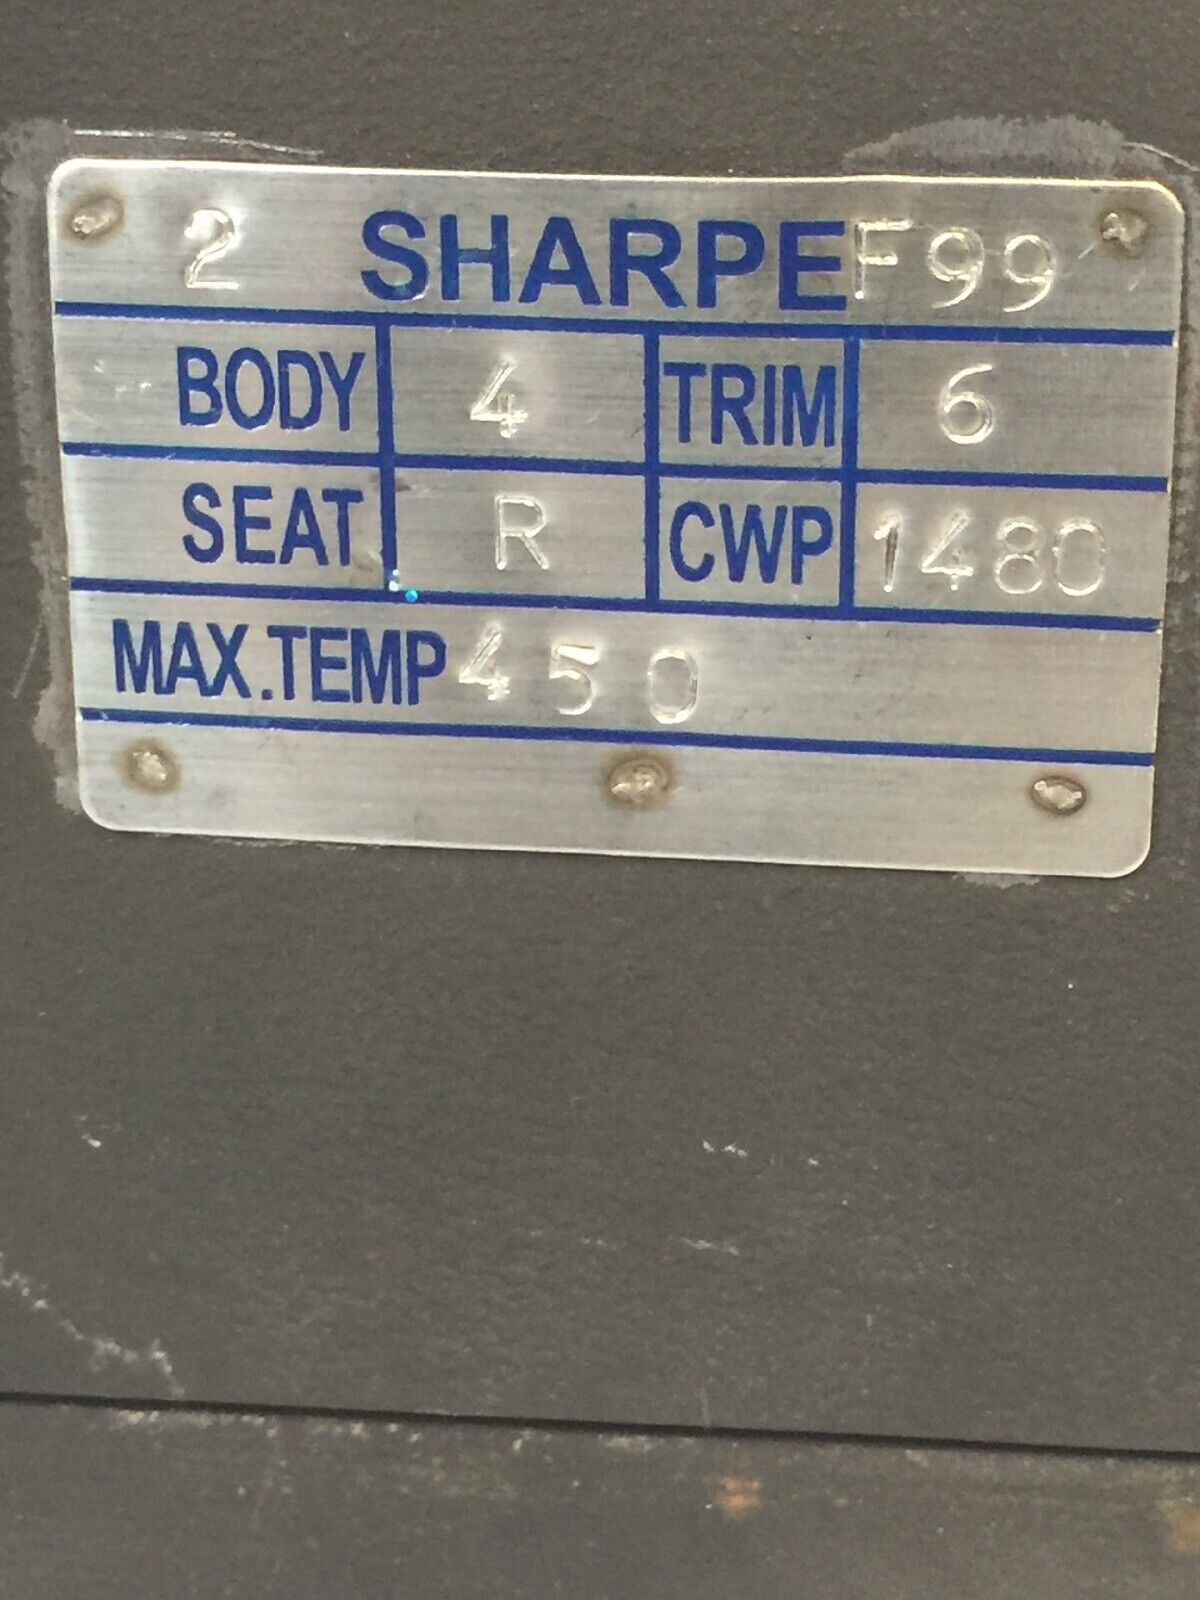 2 SHARPE F99
BODY 4 TRIM 6
SEAT R CWP 1480
MAX.TEMP 450